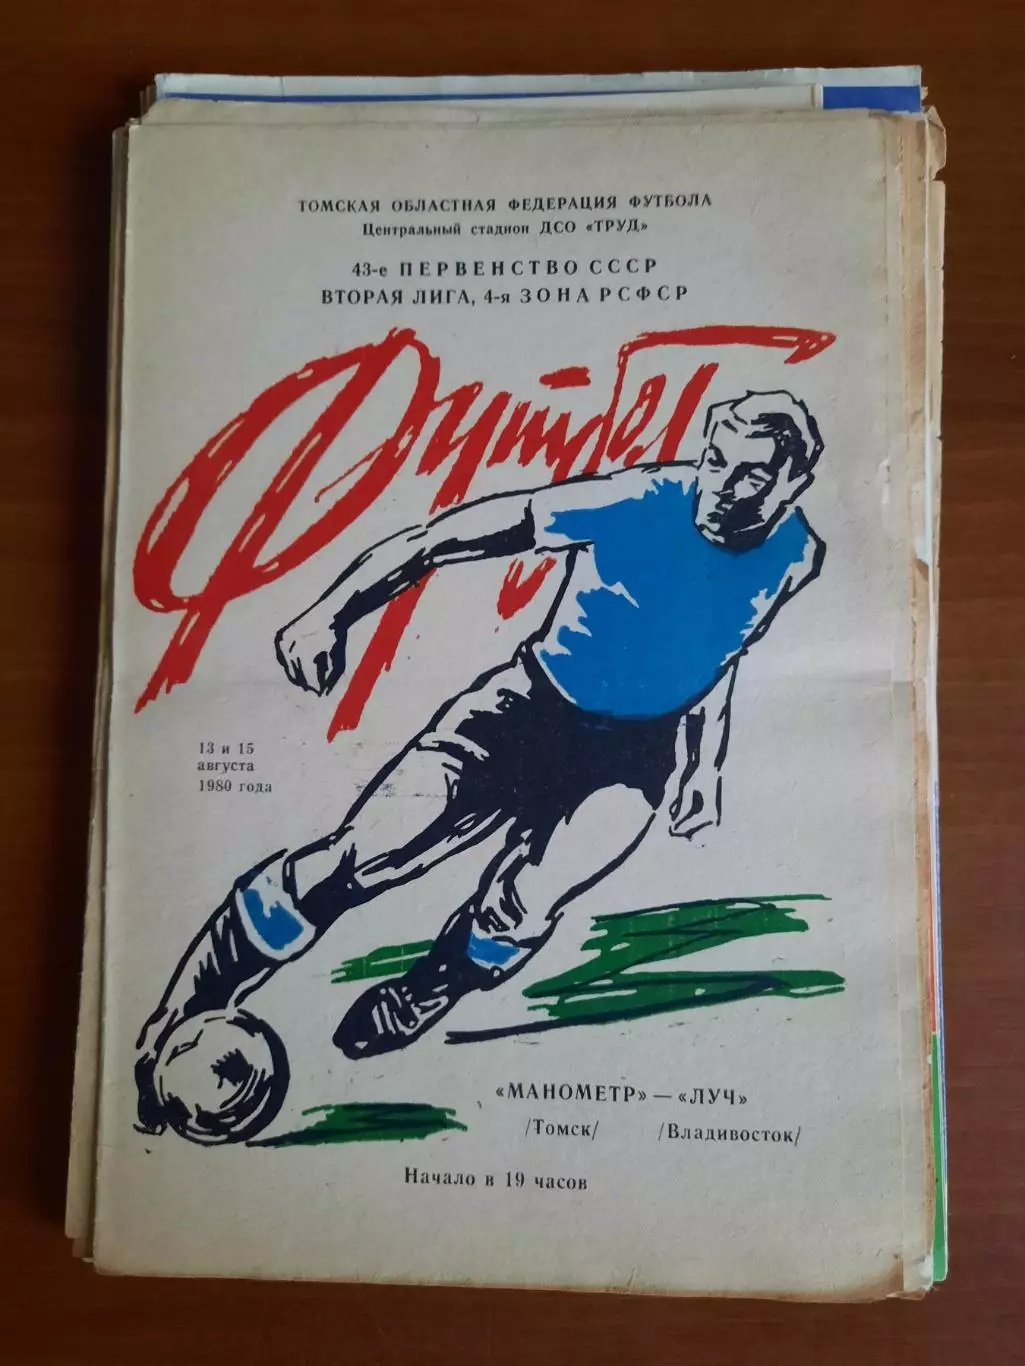 ТОМСКАЯ ОБЛАСТНАЯ ФЕДЕРАЦИЯ ФУТБОЛА
Центральный стадион ДСО «ТРУД»
43-е ПЕРВЕНСТВО СССР
ВТОРАЯ ЛИГА, 4-я ЗОНА РСФСР
Футбол
13 и 15
августа
1980 года
«МАНОМЕТР» — «ЛУЧ»
/Томск/ /Владивосток/
Начало в 19 часов